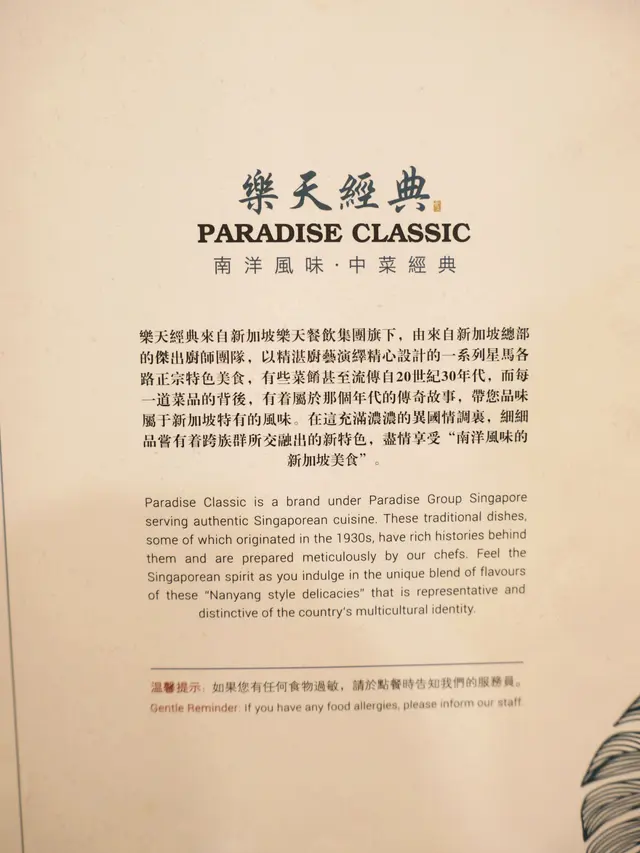 樂天經典
PARADISE CLASSIC
南洋風味·中菜經典
樂天經典來自新加坡樂天餐飲集團旗下，由來自新加坡總部
的傑出廚師團隊，以精湛廚藝演繹精心設計的一系列星馬各
路正宗特色美食，有些菜餚甚至流傳自20世紀30年代，而每
一道菜品的背後，有着屬於那個年代的傳奇故事，帶您品味
屬于新加坡特有的風味。在這充滿濃濃的異國情調裏，細細
品嘗有着跨族群所交融出的新特色，盡情享受“南洋風味的
新加坡美食”。
Paradise Classic is a brand under Paradise Group Singapore
serving authentic Singaporean cuisine. These traditional dishes,
some of which originated in the 1930s, have rich histories behind
them and are prepared meticulously by our chefs. Feel the
Singaporean spirit as you indulge in the unique blend of flavours
of these “Nanyang style delicacies” that is representative and
distinctive of the country's multicultural identity.
溫馨提示: 如果您有任何食物過敏，請於點餐時告知我們的服務員。
Gentle Reminder: If you have any food allergies, please inform our staff.